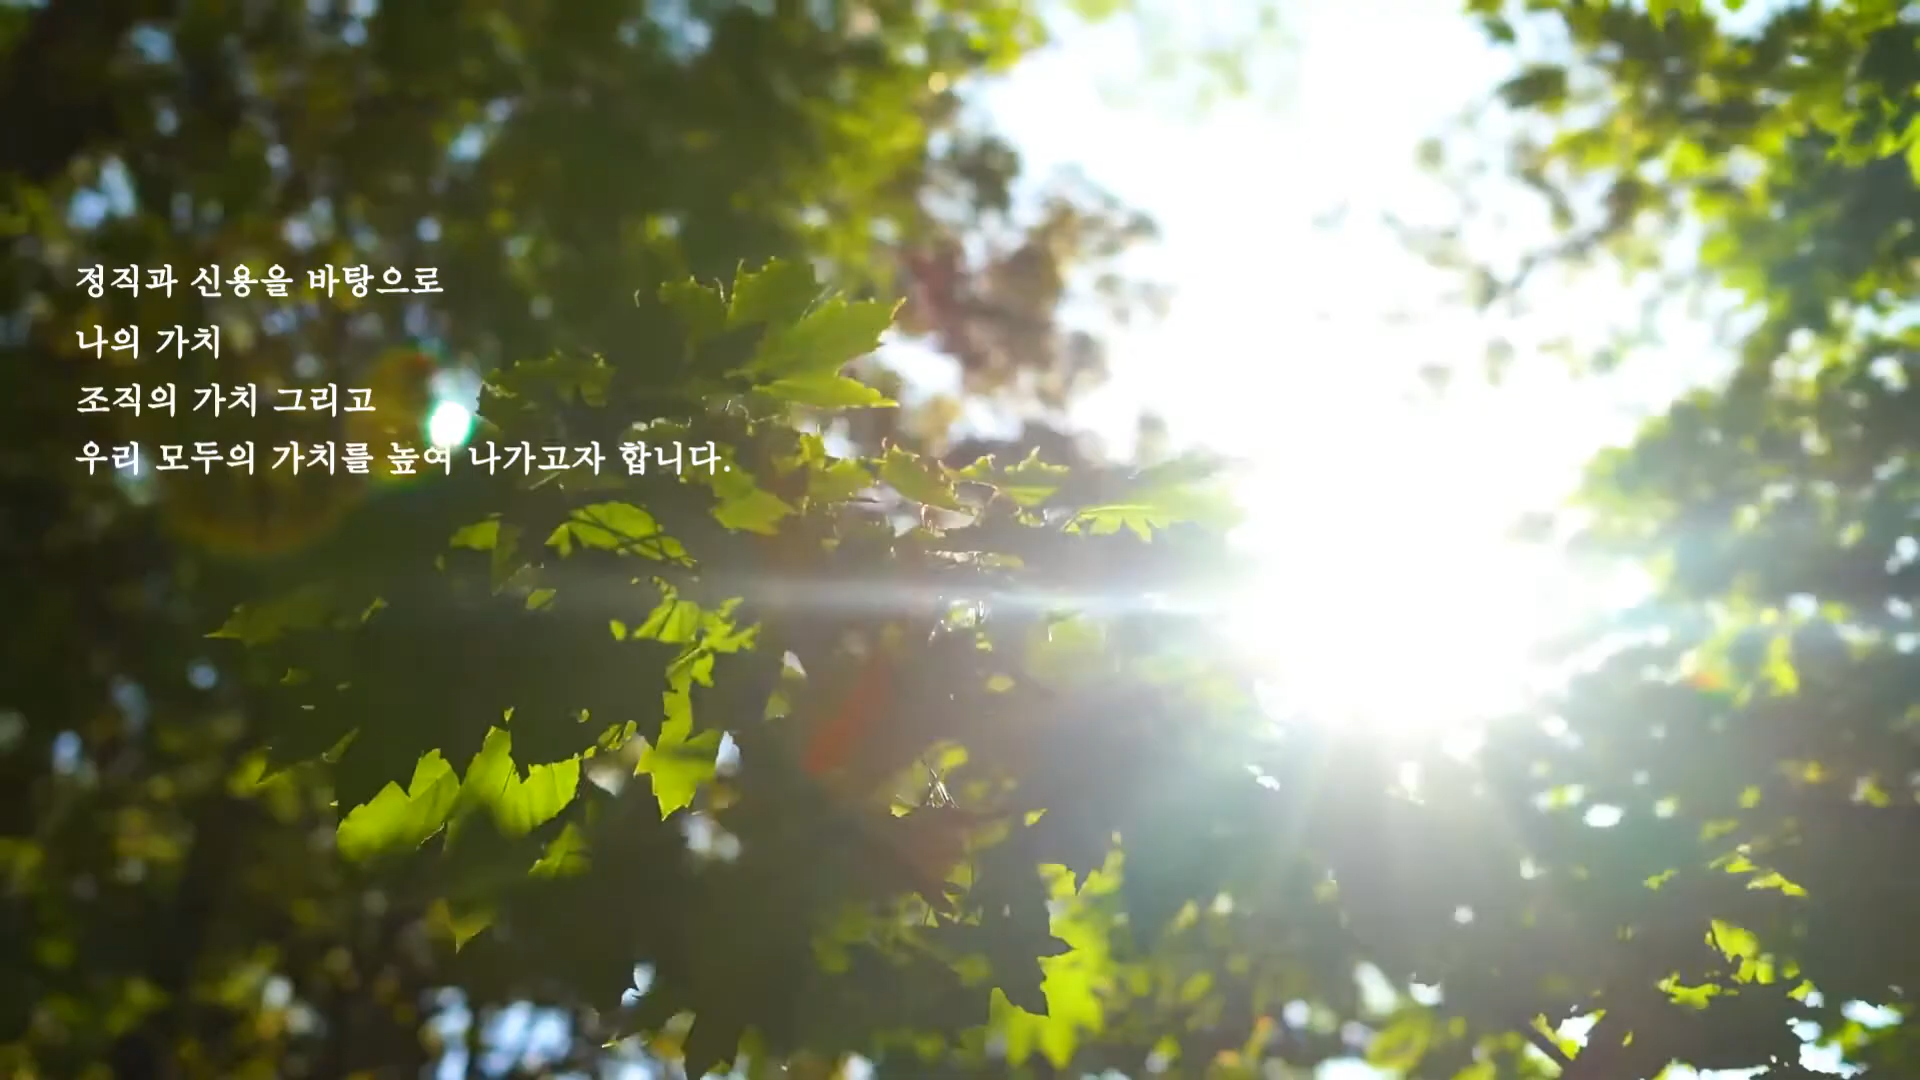 정직과 신용을 바탕으로
나의 가치
조직의 가치 그리고
우리 모두의 가치를 높여 나가고자 합니다.